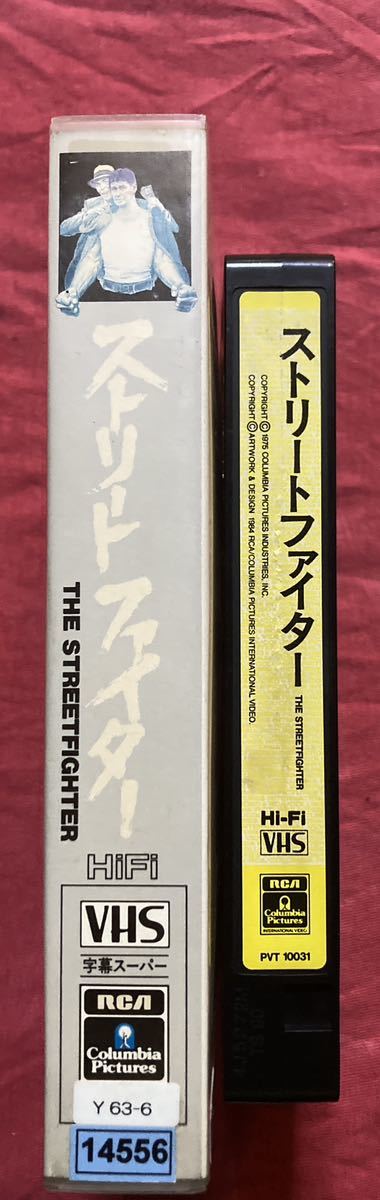 ストリートファイター
THE STREETFIGHTER
HiFi
VHS
字幕スーパー
RCA
Columbia
Pictures
Y 63-6
14556
ストリートファイター
THE STREETFIGHTER
COPYRIGHT Ⓒ 1975 COLUMBIA PICTURES INDUSTRIES, INC.
COPYRIGHT Ⓒ ARTWORK & DESIGN 1984 RCA/COLUMBIA PICTURES INTERNATIONAL VIDEO.
Hi-Fi
VHS
RCA
Columbia
Pictures
INTERNATIONAL VIDEO
PVT 10031